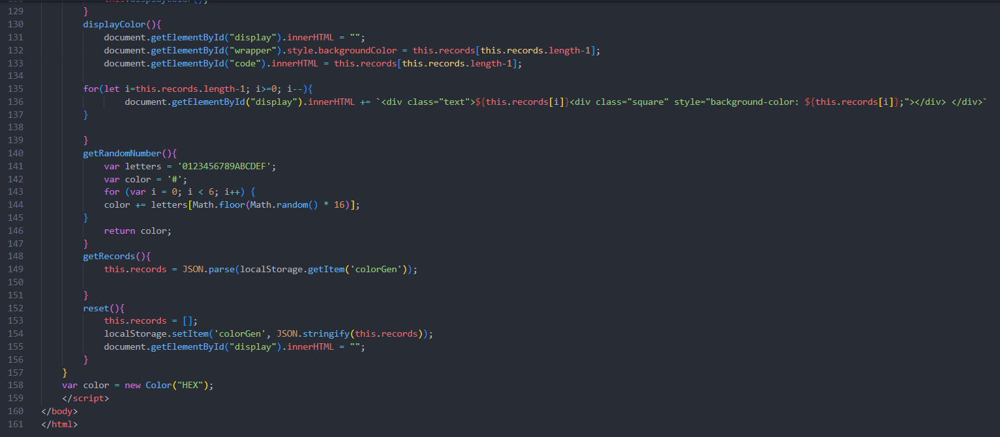 128 this.displayColor();
129 }
130 displayColor(){
131 document.getElementById("display").innerHTML = "";
132 document.getElementById("wrapper").style.backgroundColor = this.records[this.records.length-1];
133 document.getElementById("code").innerHTML = this.records[this.records.length-1];
134
135 for(let i=this.records.length-1; i>=0; i--){
136 document.getElementById("display").innerHTML += `<div class="text">${this.records[i]}<div class="square" style="background-color: ${this.records[i]};"></div> </div>`
137 }
138
139 }
140 getRandomNumber(){
141 var letters = '0123456789ABCDEF';
142 var color = '#';
143 for (var i = 0; i < 6; i++) {
144 color += letters[Math.floor(Math.random() * 16)];
145 }
146 return color;
147 }
148 getRecords(){
149 this.records = JSON.parse(localStorage.getItem('colorGen'));
150
151 }
152 reset(){
153 this.records = [];
154 localStorage.setItem('colorGen', JSON.stringify(this.records));
155 document.getElementById("display").innerHTML = "";
156 }
157 }
158 var color = new Color("HEX");
159 </script>
160 </body>
161 </html>